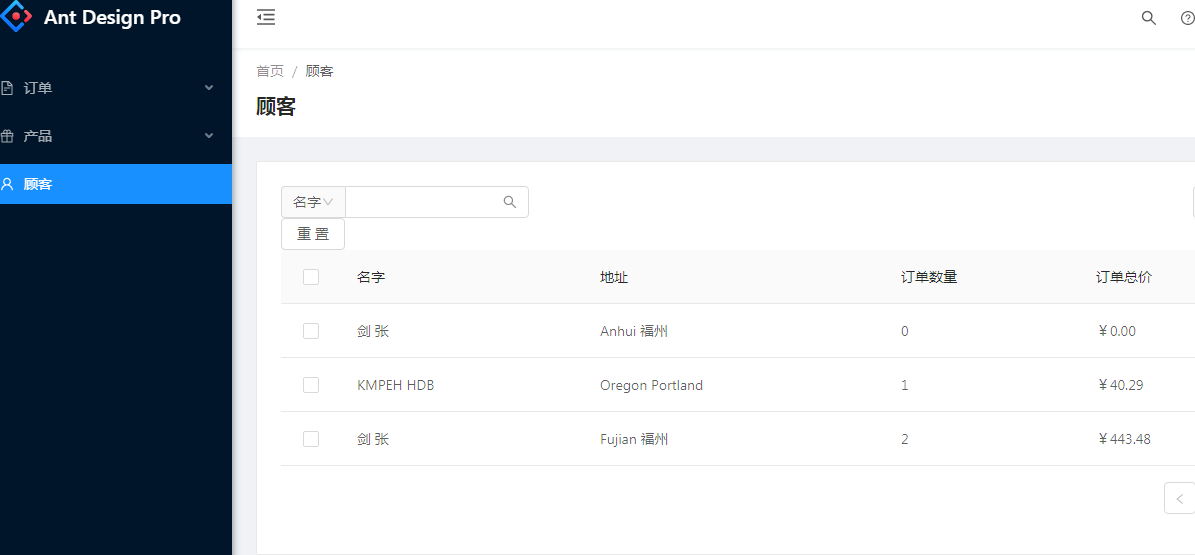 Ant Design Pro
订单
产品
顾客
首页 / 顾客
顾客
名字
重 置
名字 地址 订单数量 订单总价
剑 张 Anhui 福州 0 ¥ 0.00
KMPEH HDB Oregon Portland 1 ¥ 40.29
剑 张 Fujian 福州 2 ¥ 443.48